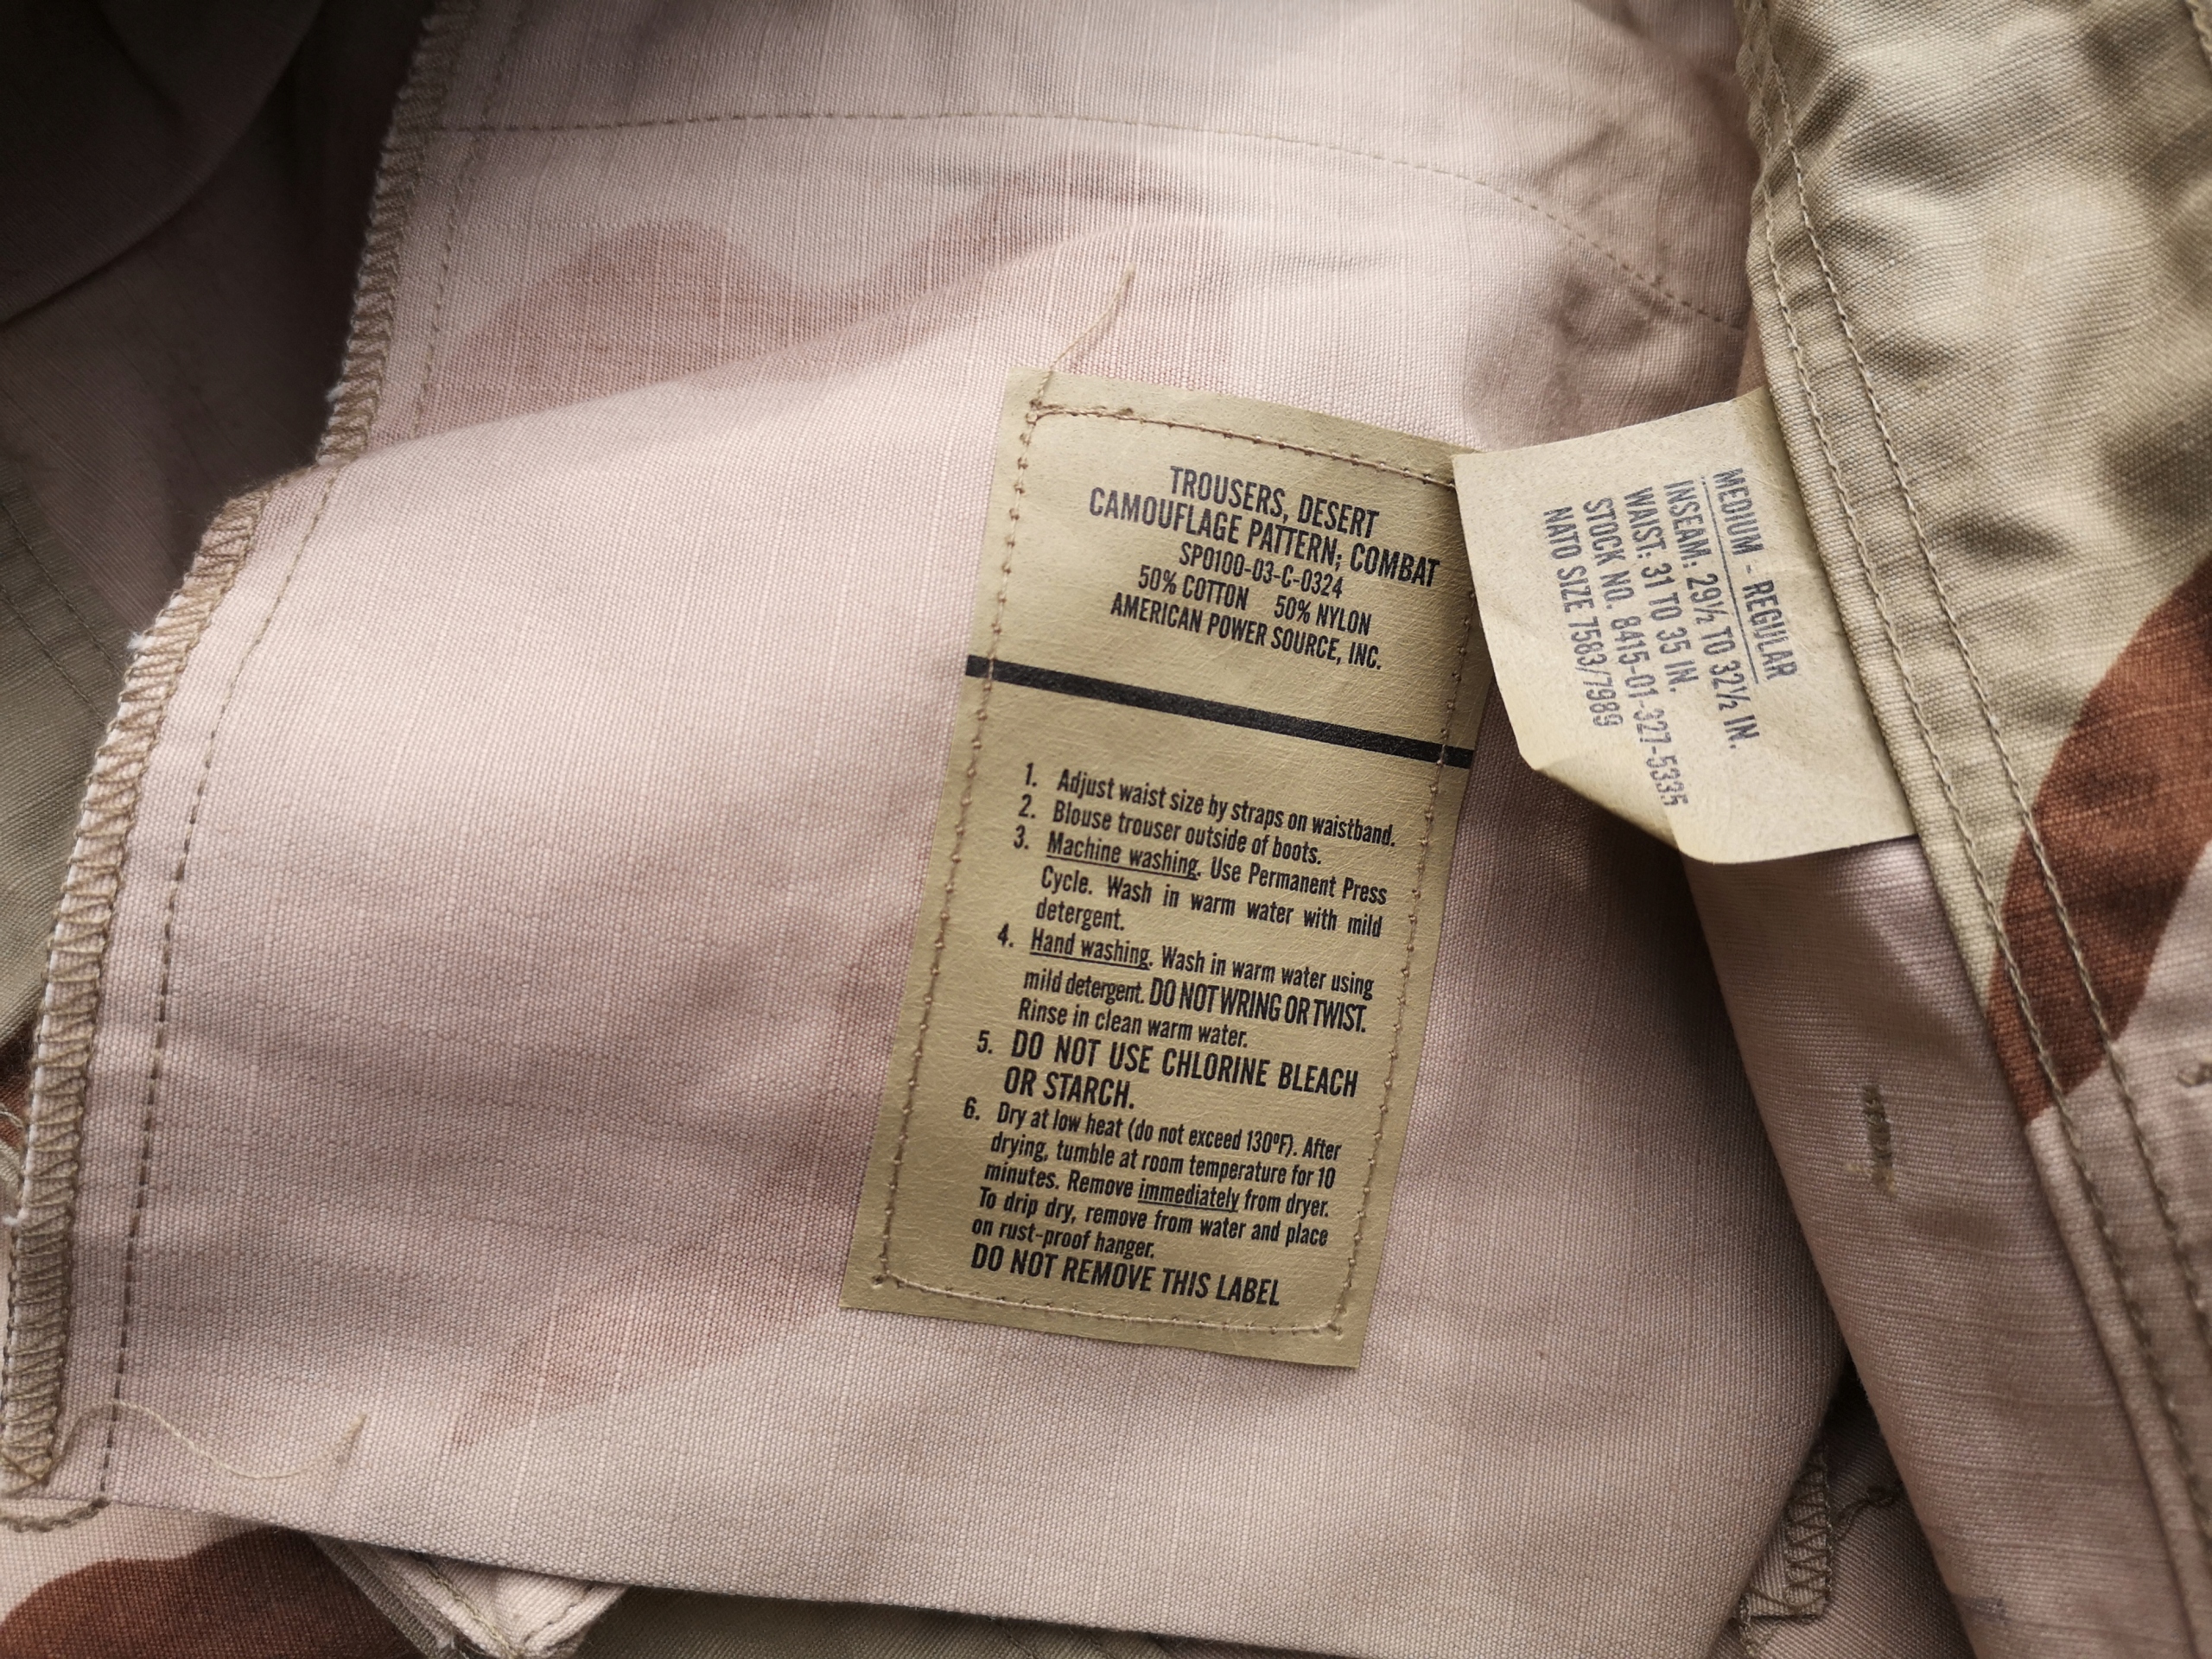 TROUSERS, DESERT
CAMOUFLAGE PATTERN; COMBAT
SPO100-03-C-0324
50% COTTON 50% NYLON
AMERICAN POWER SOURCE, INC.
1. Adjust waist size by straps on waistband.
2. Blouse trouser outside of boots.
3. Machine washing. Use Permanent Press
Cycle. Wash in warm water with mild
detergent.
4. Hand washing. Wash in warm water using
mild detergent. DO NOT WRING OR TWIST.
Rinse in clean warm water.
5. DO NOT USE CHLORINE BLEACH
OR STARCH.
6. Dry at low heat (do not exceed 130ºF). After
drying, tumble at room temperature for 10
minutes. Remove immediately from dryer.
To drip dry, remove from water and place
on rust-proof hanger.
DO NOT REMOVE THIS LABEL
MEDIUM - REGULAR
INSEAM: 29½ TO 32½ IN.
WAIST: 31 TO 35 IN.
STOCK NO. 8415-01-327-5335
NATO SIZE 7583/7989